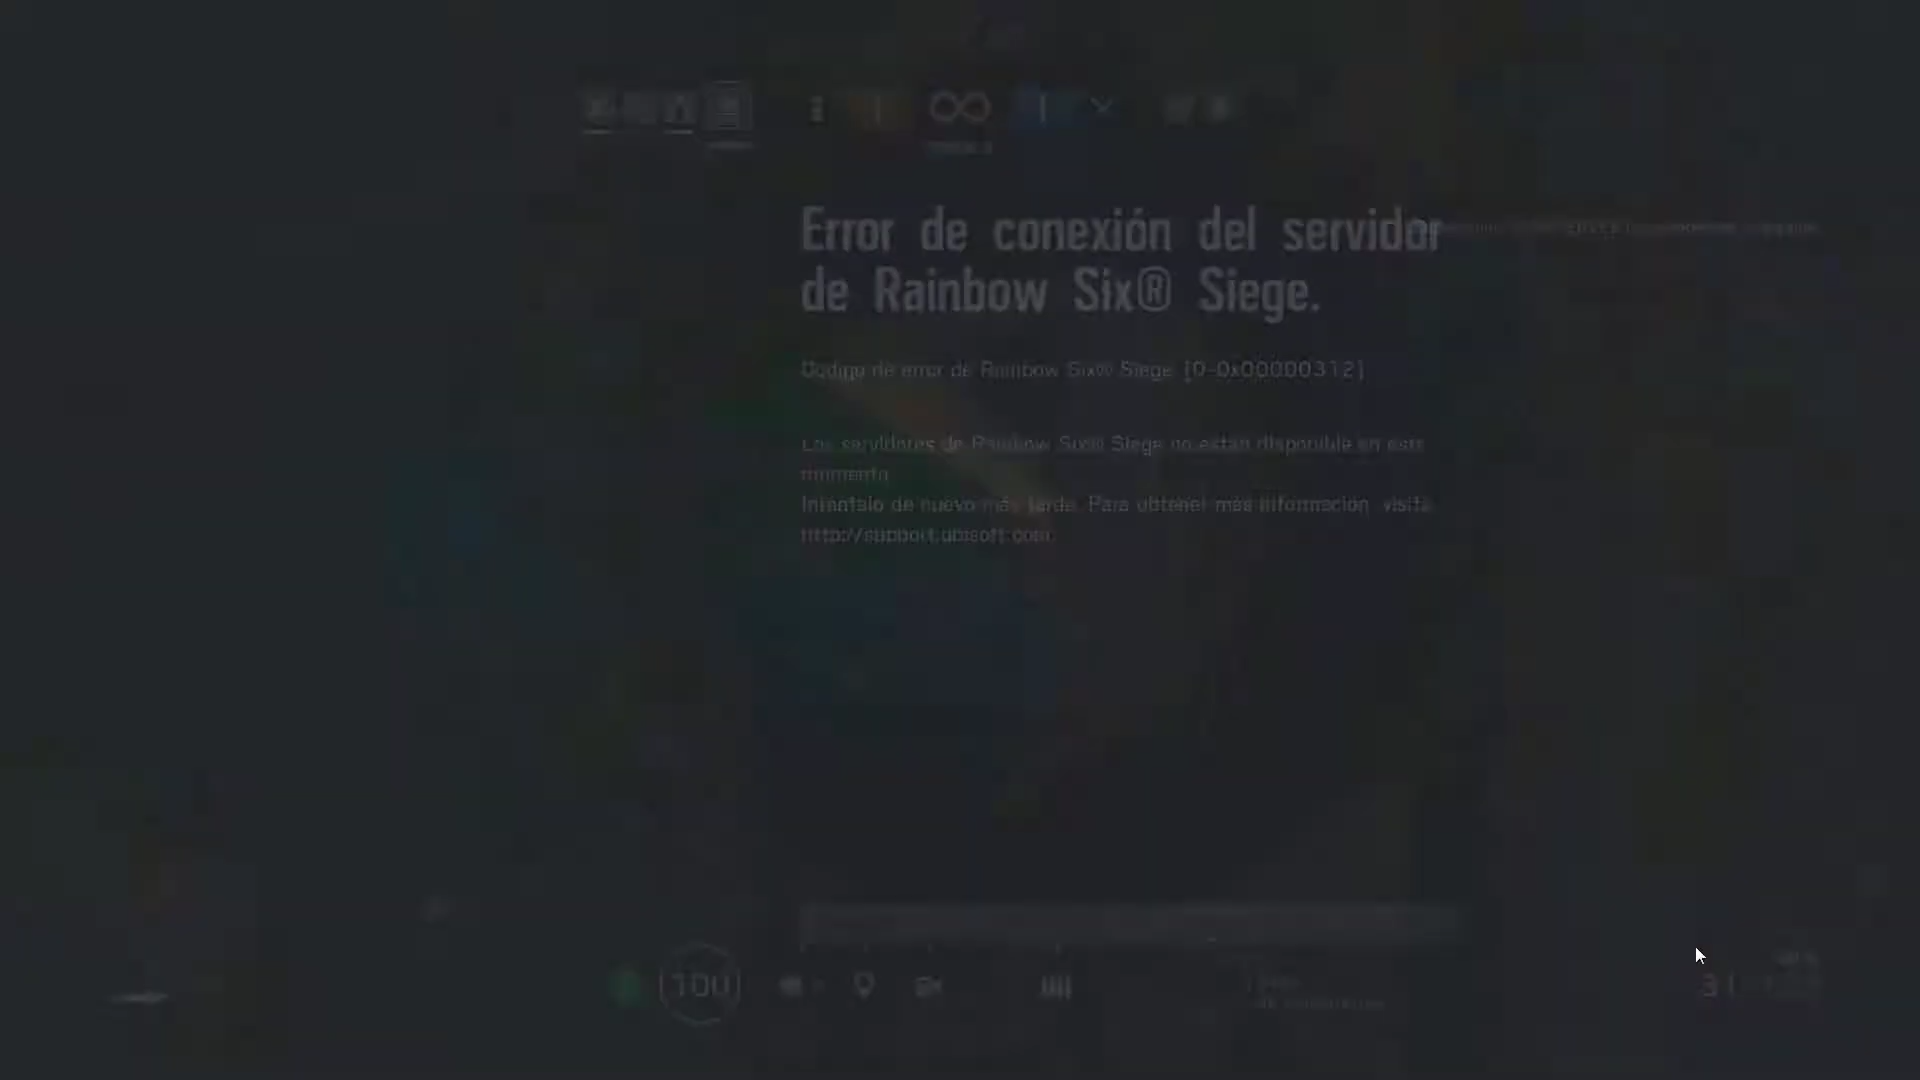 Error de conexión del servidor
de Rainbow Six® Siege.
Código de error de Rainbow Six® Siege: [0-0x00000312]
Los servidores de Rainbow Six® Siege no están disponible en este
momento.
Inténtalo de nuevo más tarde. Para obtener más información, visita
http://support.ubisoft.com.
100
31